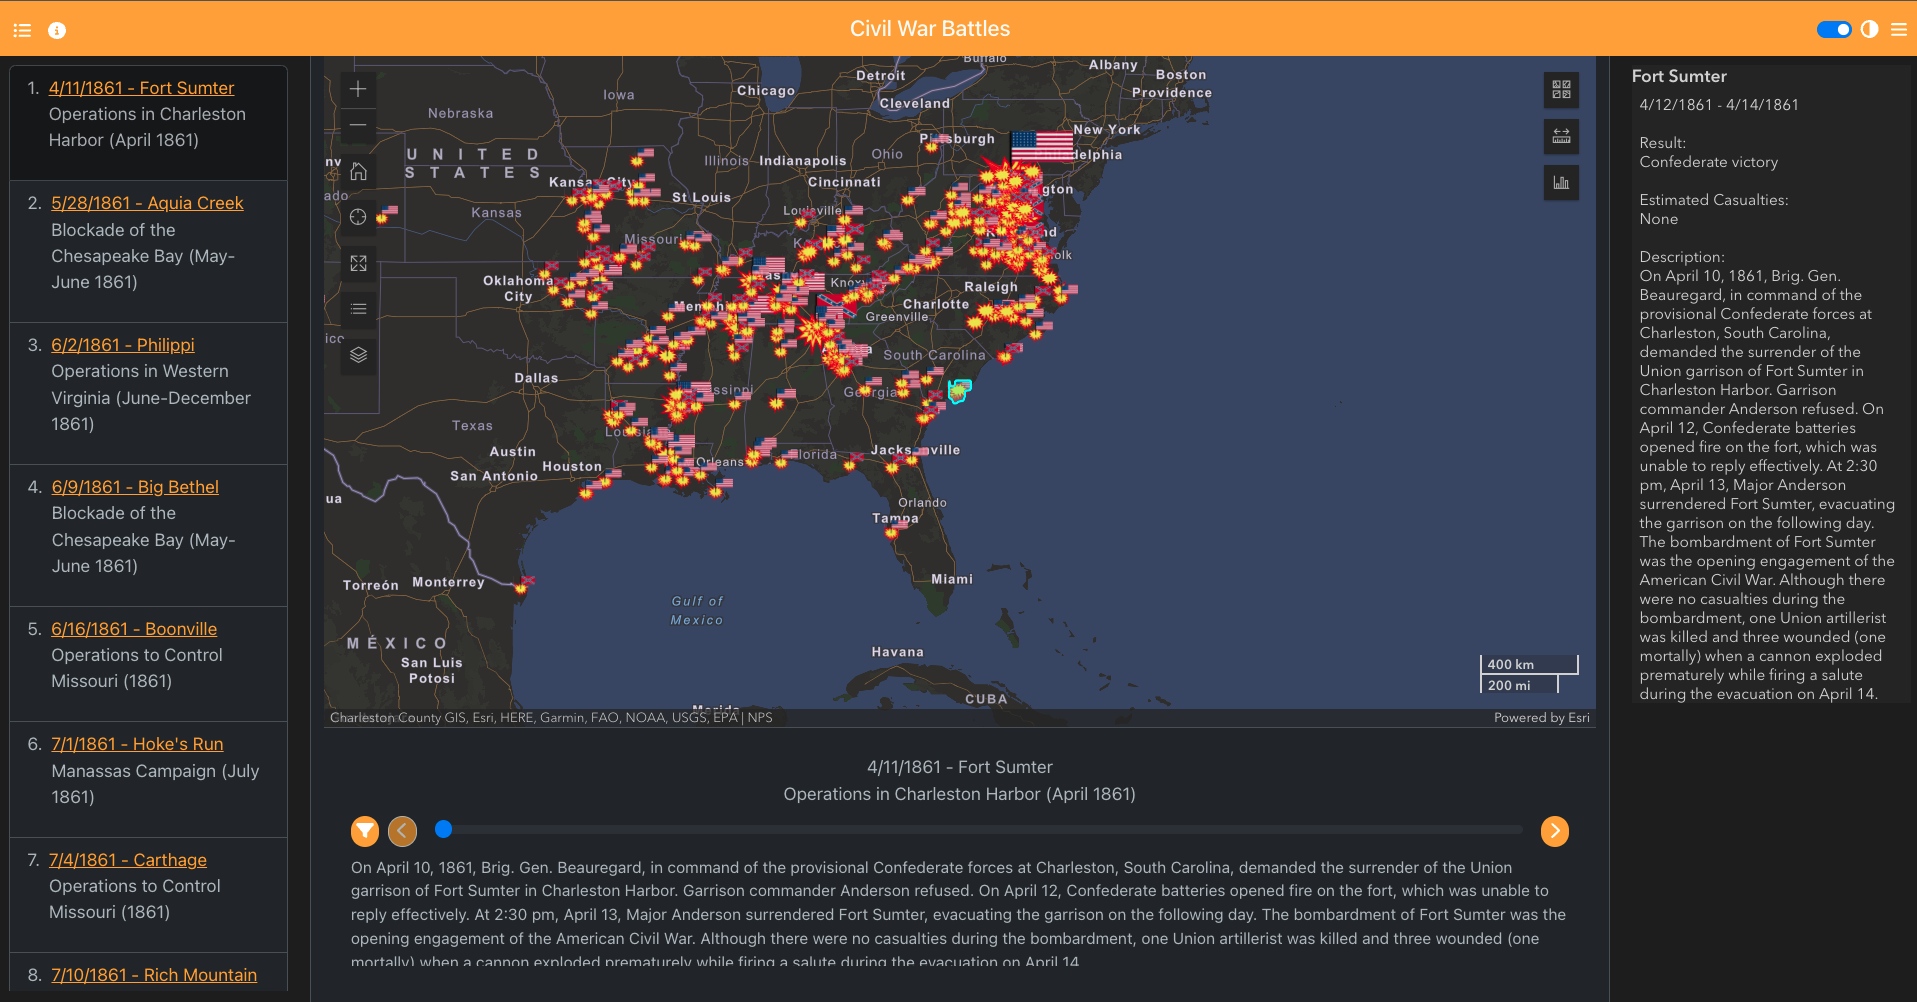 Civil War Battles
1. 4/11/1861 - Fort Sumter
Operations in Charleston
Harbor (April 1861)
2. 5/28/1861 - Aquia Creek
Blockade of the
Chesapeake Bay (May-
June 1861)
3. 6/2/1861 - Philippi
Operations in Western
Virginia (June-December
1861)
4. 6/9/1861 - Big Bethel
Blockade of the
Chesapeake Bay (May-
June 1861)
5. 6/16/1861 - Boonville
Operations to Control
Missouri (1861)
6. 7/1/1861 - Hoke's Run
Manassas Campaign (July
1861)
7. 7/4/1861 - Carthage
Operations to Control
Missouri (1861)
8. 7/10/1861 - Rich Mountain
Buffalo
Albany
Detroit
Boston
Chicago
Providence
Iowa
Cleveland
Nebraska
New York
UNITED
STATES
Illinois
Indianapolis
Ohio
Cincinnati
St Louis
Kansas
Missouri
Oklahoma
City
Raleigh
Charlotte
Greenville
South Carolina
Dallas
Georgia
Texas
Austin
Houston
San Antonio
Orleans
Florida
Orlando
Tampa
Miami
Torreón
Monterrey
Gulf of
Mexico
MÉXICO
San Luis
Potosi
Havana
CUBA
400 km
200 mi
Charleston County GIS, Esri, HERE, Garmin, FAO, NOAA, USGS, EPA | NPS
Powered by Esri
4/11/1861 - Fort Sumter
Operations in Charleston Harbor (April 1861)
On April 10, 1861, Brig. Gen. Beauregard, in command of the provisional Confederate forces at Charleston, South Carolina, demanded the surrender of the Union
garrison of Fort Sumter in Charleston Harbor. Garrison commander Anderson refused. On April 12, Confederate batteries opened fire on the fort, which was unable to
reply effectively. At 2:30 pm, April 13, Major Anderson surrendered Fort Sumter, evacuating the garrison on the following day. The bombardment of Fort Sumter was the
opening engagement of the American Civil War. Although there were no casualties during the bombardment, one Union artillerist was killed and three wounded (one
mortally) when a cannon exploded prematurely while firing a salute during the evacuation on April 14
Fort Sumter
4/12/1861 - 4/14/1861
Result:
Confederate victory
Estimated Casualties:
None
Description:
On April 10, 1861, Brig. Gen.
Beauregard, in command of the
provisional Confederate forces at
Charleston, South Carolina,
demanded the surrender of the
Union garrison of Fort Sumter in
Charleston Harbor. Garrison
commander Anderson refused. On
April 12, Confederate batteries
opened fire on the fort, which was
unable to reply effectively. At 2:30
pm, April 13, Major Anderson
surrendered Fort Sumter, evacuating
the garrison on the following day.
The bombardment of Fort Sumter
was the opening engagement of the
American Civil War. Although there
were no casualties during the
bombardment, one Union artillerist
was killed and three wounded (one
mortally) when a cannon exploded
prematurely while firing a salute
during the evacuation on April 14.